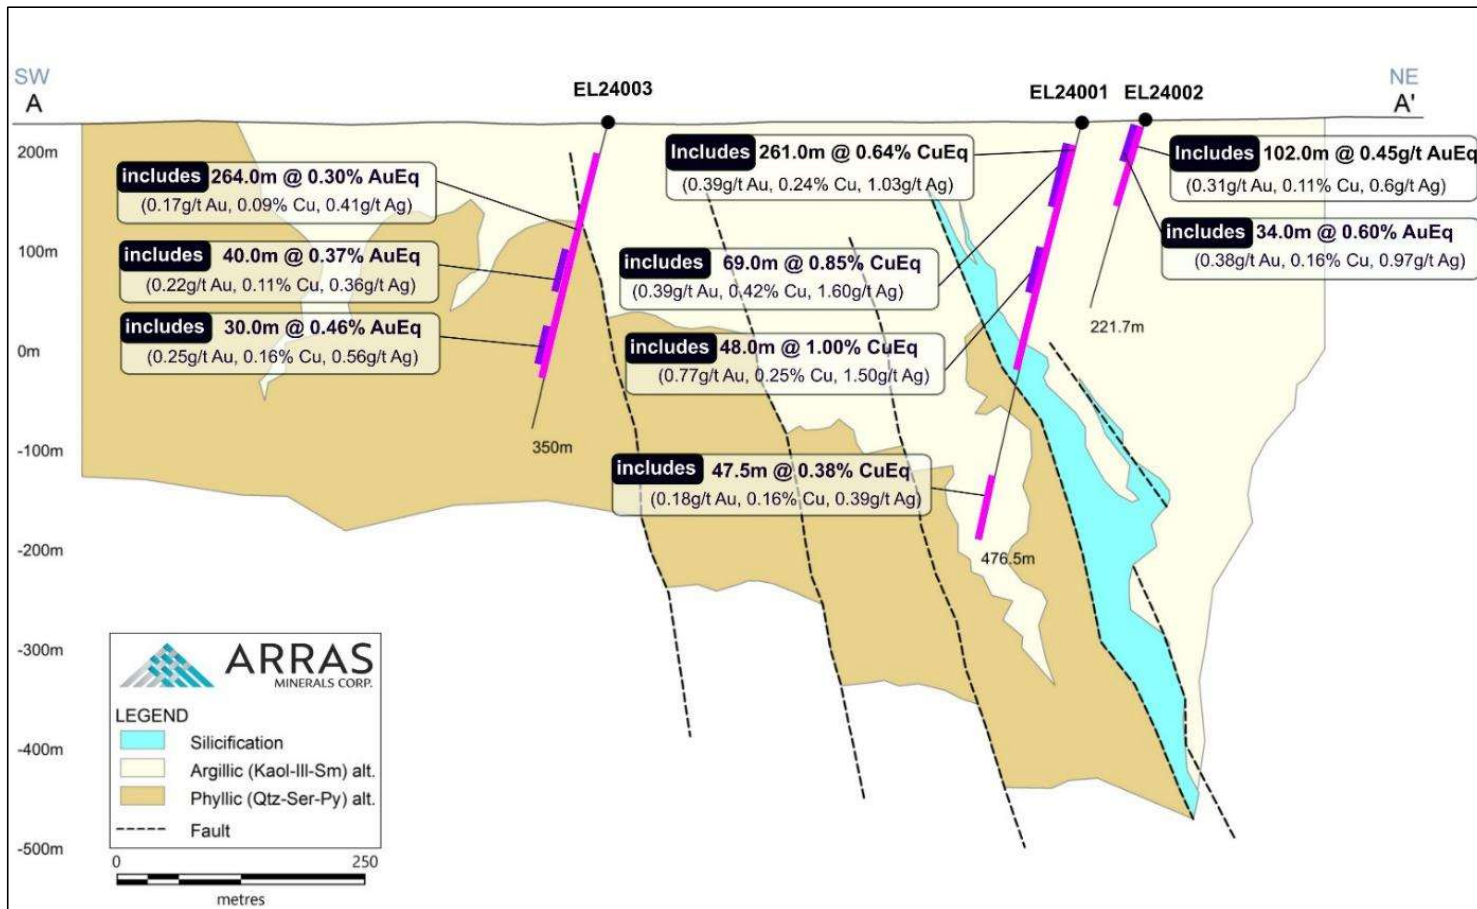 SW
A
EL24003
EL24001
EL24002
NE
A'
200m
100m
0m
-100m
-200m
-300m
-400m
-500m
includes 264.0m @ 0.30% AuEq
(0.17g/t Au, 0.09% Cu, 0.41g/t Ag)
includes 40.0m @ 0.37% AuEq
(0.22g/t Au, 0.11% Cu, 0.36g/t Ag)
includes 30.0m @ 0.46% AuEq
(0.25g/t Au, 0.16% Cu, 0.56g/t Ag)
350m
Includes 261.0m @ 0.64% CuEq
(0.39g/t Au, 0.24% Cu, 1.03g/t Ag)
includes 69.0m @ 0.85% CuEq
(0.39g/t Au, 0.42% Cu, 1.60g/t Ag)
includes 48.0m @ 1.00% CuEq
(0.77g/t Au, 0.25% Cu, 1.50g/t Ag)
includes 47.5m @ 0.38% CuEq
(0.18g/t Au, 0.16% Cu, 0.39g/t Ag)
476.5m
Includes 102.0m @ 0.45g/t AuEq
(0.31g/t Au, 0.11% Cu, 0.6g/t Ag)
includes 34.0m @ 0.60% AuEq
(0.38g/t Au, 0.16% Cu, 0.97g/t Ag)
221.7m
ARRAS
MINERALS CORP.
LEGEND
Silicification
Argillic (Kaol-Ill-Sm) alt.
Phyllic (Qtz-Ser-Py) alt.
Fault
0 250
metres